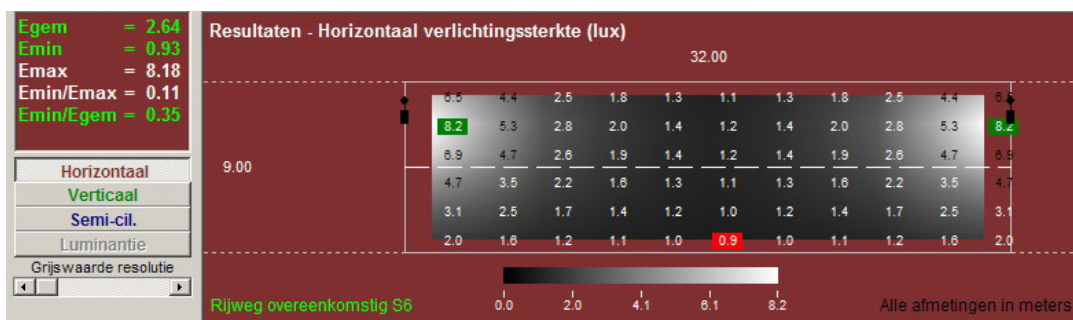 Egem = 2.64
Emin = 0.93
Emax = 8.18
Emin/Emax = 0.11
Emin/Egem = 0.35
Horizontaal
Verticaal
Semi-cil.
Luminantie
Grijswaarde resolutie
Resultaten - Horizontaal verlichtingssterkte (lux)
32.00
9.00
6.5 4.4 2.5 1.8 1.3 1.1 1.3 1.8 2.5 4.4 6.5
8.2 5.3 2.8 2.0 1.4 1.2 1.4 2.0 2.8 5.3 8.2
6.9 4.7 2.6 1.9 1.4 1.2 1.4 1.9 2.6 4.7 6.9
4.7 3.5 2.2 1.6 1.3 1.1 1.3 1.6 2.2 3.5 4.7
3.1 2.5 1.7 1.4 1.2 1.0 1.2 1.4 1.7 2.5 3.1
2.0 1.6 1.2 1.1 1.0 0.9 1.0 1.1 1.2 1.6 2.0
0.0 2.0 4.1 6.1 8.2
Rijweg overeenkomstig S6
Alle afmetingen in meters